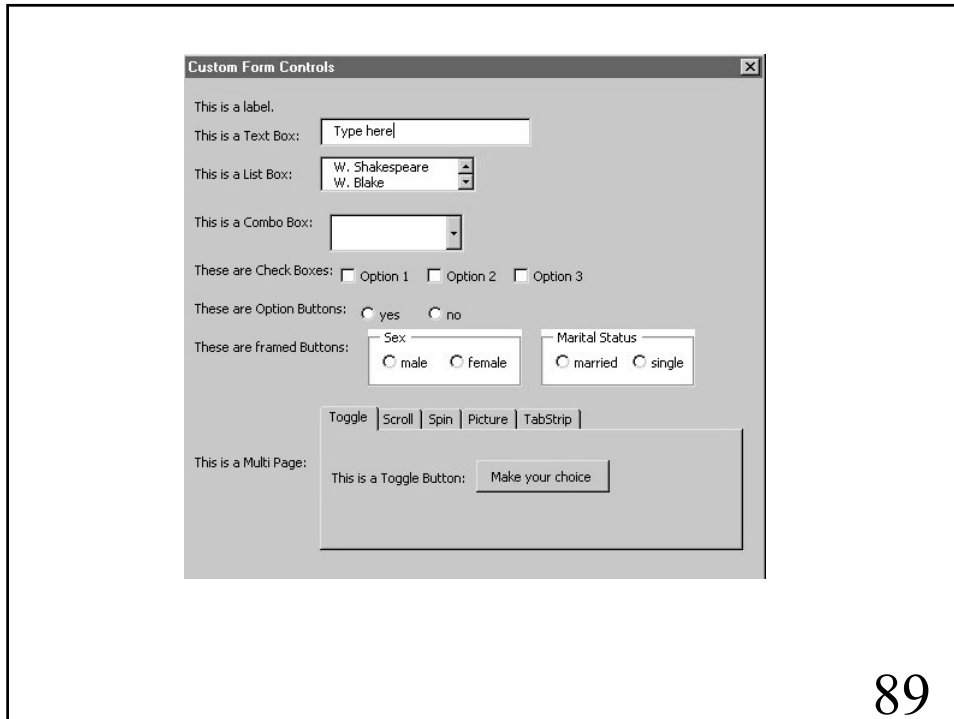 Custom Form Controls
This is a label.
This is a Text Box: Type here
This is a List Box: W. Shakespeare
W. Blake
This is a Combo Box:
These are Check Boxes: Option 1 Option 2 Option 3
These are Option Buttons: yes no
These are framed Buttons: Sex Marital Status
male female married single
Toggle Scroll Spin Picture TabStrip
This is a Multi Page:
This is a Toggle Button: Make your choice
89